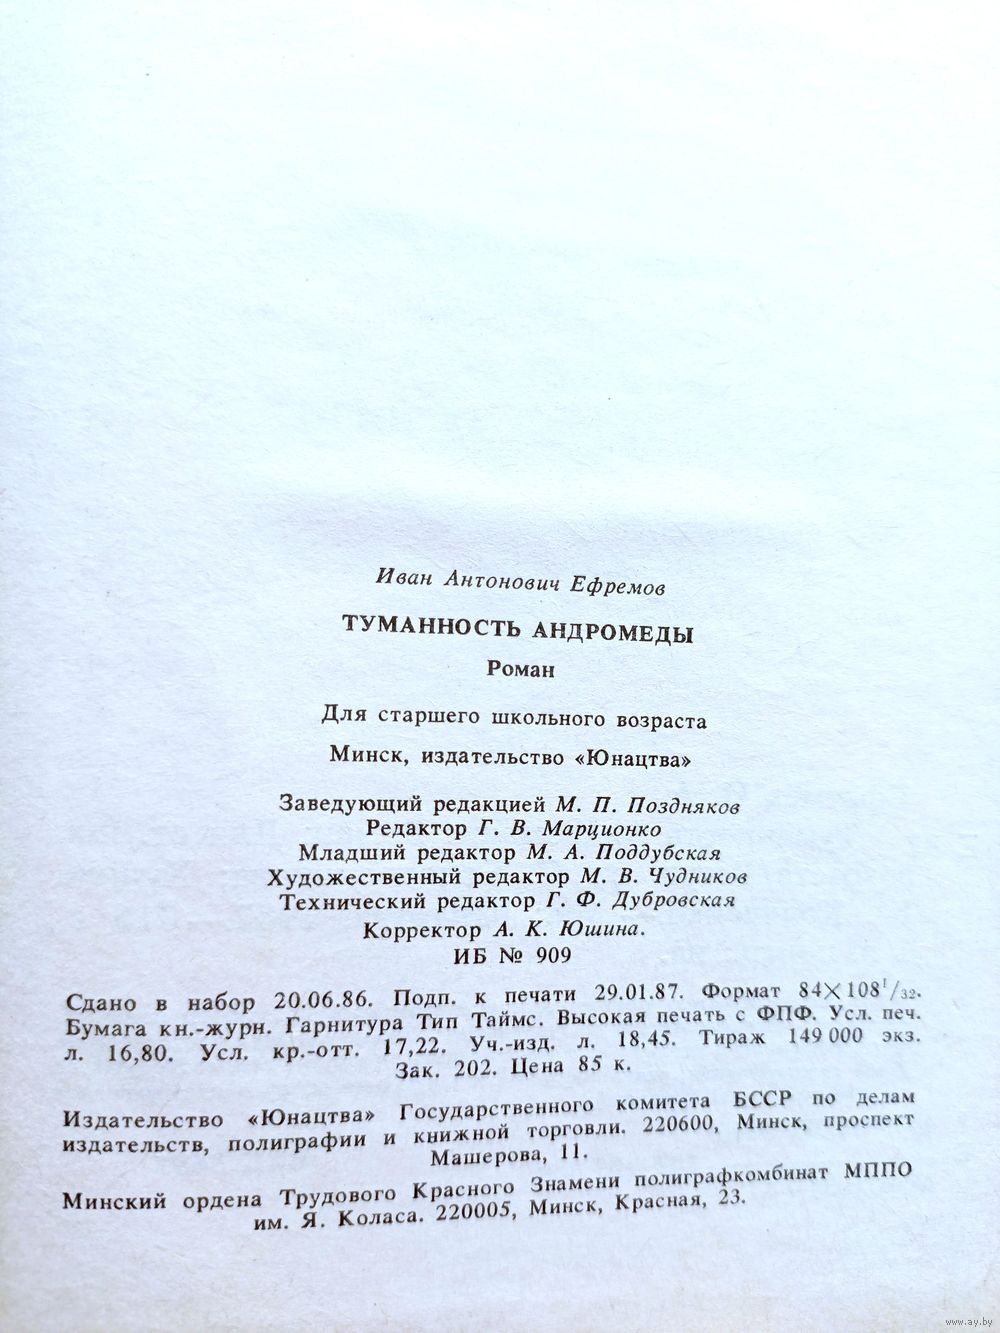 Иван Антонович Ефремов
ТУМАННОСТЬ АНДРОМЕДЫ
Роман
Для старшего школьного возраста
Минск, издательство «Юнацтва»
Заведующий редакцией М. П. Поздняков
Редактор Г. В. Марционко
Младший редактор М. А. Поддубская
Художественный редактор М. В. Чудников
Технический редактор Г. Ф. Дубровская
Корректор А. К. Юшина.
ИБ № 909
Сдано в набор 20.06.86. Подп. к печати 29.01.87. Формат 84×108 1/32.
Бумага кн.-журн. Гарнитура Тип Таймс. Высокая печать с ФПФ. Усл. печ.
л. 16,80. Усл. кр.-отт. 17,22. Уч.-изд. л. 18,45. Тираж 149 000 экз.
Зак. 202. Цена 85 к.
Издательство «Юнацтва» Государственного комитета БССР по делам
издательств, полиграфии и книжной торговли. 220600, Минск, проспект
Машерова, 11.
Минский ордена Трудового Красного Знамени полиграфкомбинат МППО
им. Я. Коласа. 220005, Минск, Красная, 23.
www.ay.by